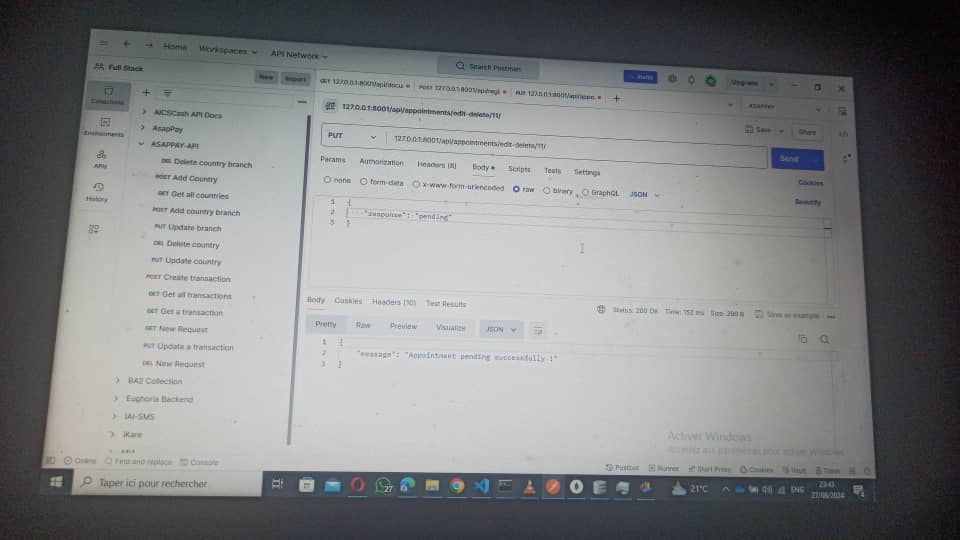 Home Workspaces API Network
Search Postman
Invite
Upgrade
Full Stack
New Import
GET 127.0.0.1:8001/api/docu
POST 127.0.0.1:8001/api/regi
PUT 127.0.0.1:8001/api/appo
ASAPPAY
Collections
Environments
APIs
History
AICSCash API Docs
AsapPay
ASAPPAY-API
DEL Delete country branch
POST Add Country
GET Get all countries
POST Add country branch
PUT Update branch
DEL Delete country
PUT Update country
POST Create transaction
GET Get all transactions
GET Get a transaction
GET New Request
PUT Update a transaction
DEL New Request
BA2 Collection
Euphoria Backend
IAI-SMS
iKare
127.0.0.1:8001/api/appointments/edit-delete/11/
Save Share
PUT 127.0.0.1:8001/api/appointments/edit-delete/11/
Send
Params Authorization Headers (8) Body Scripts Tests Settings
Cookies
none form-data x-www-form-urlencoded raw binary GraphQL JSON
Beautify
1 {
2 "response": "pending"
3 }
Body Cookies Headers (10) Test Results
Status: 200 OK Time: 152 ms Size: 390 B Save as example
Pretty Raw Preview Visualize JSON
1 {
2 "message": "Appointment pending successfully !"
3 }
Activer Windows
Accédez aux paramètres pour activer Windows.
Online Find and replace Console
Postbot Runner Start Proxy Cookies Vault Trash
Taper ici pour rechercher
27
21°C
ENG
23:43
27/08/2024
4